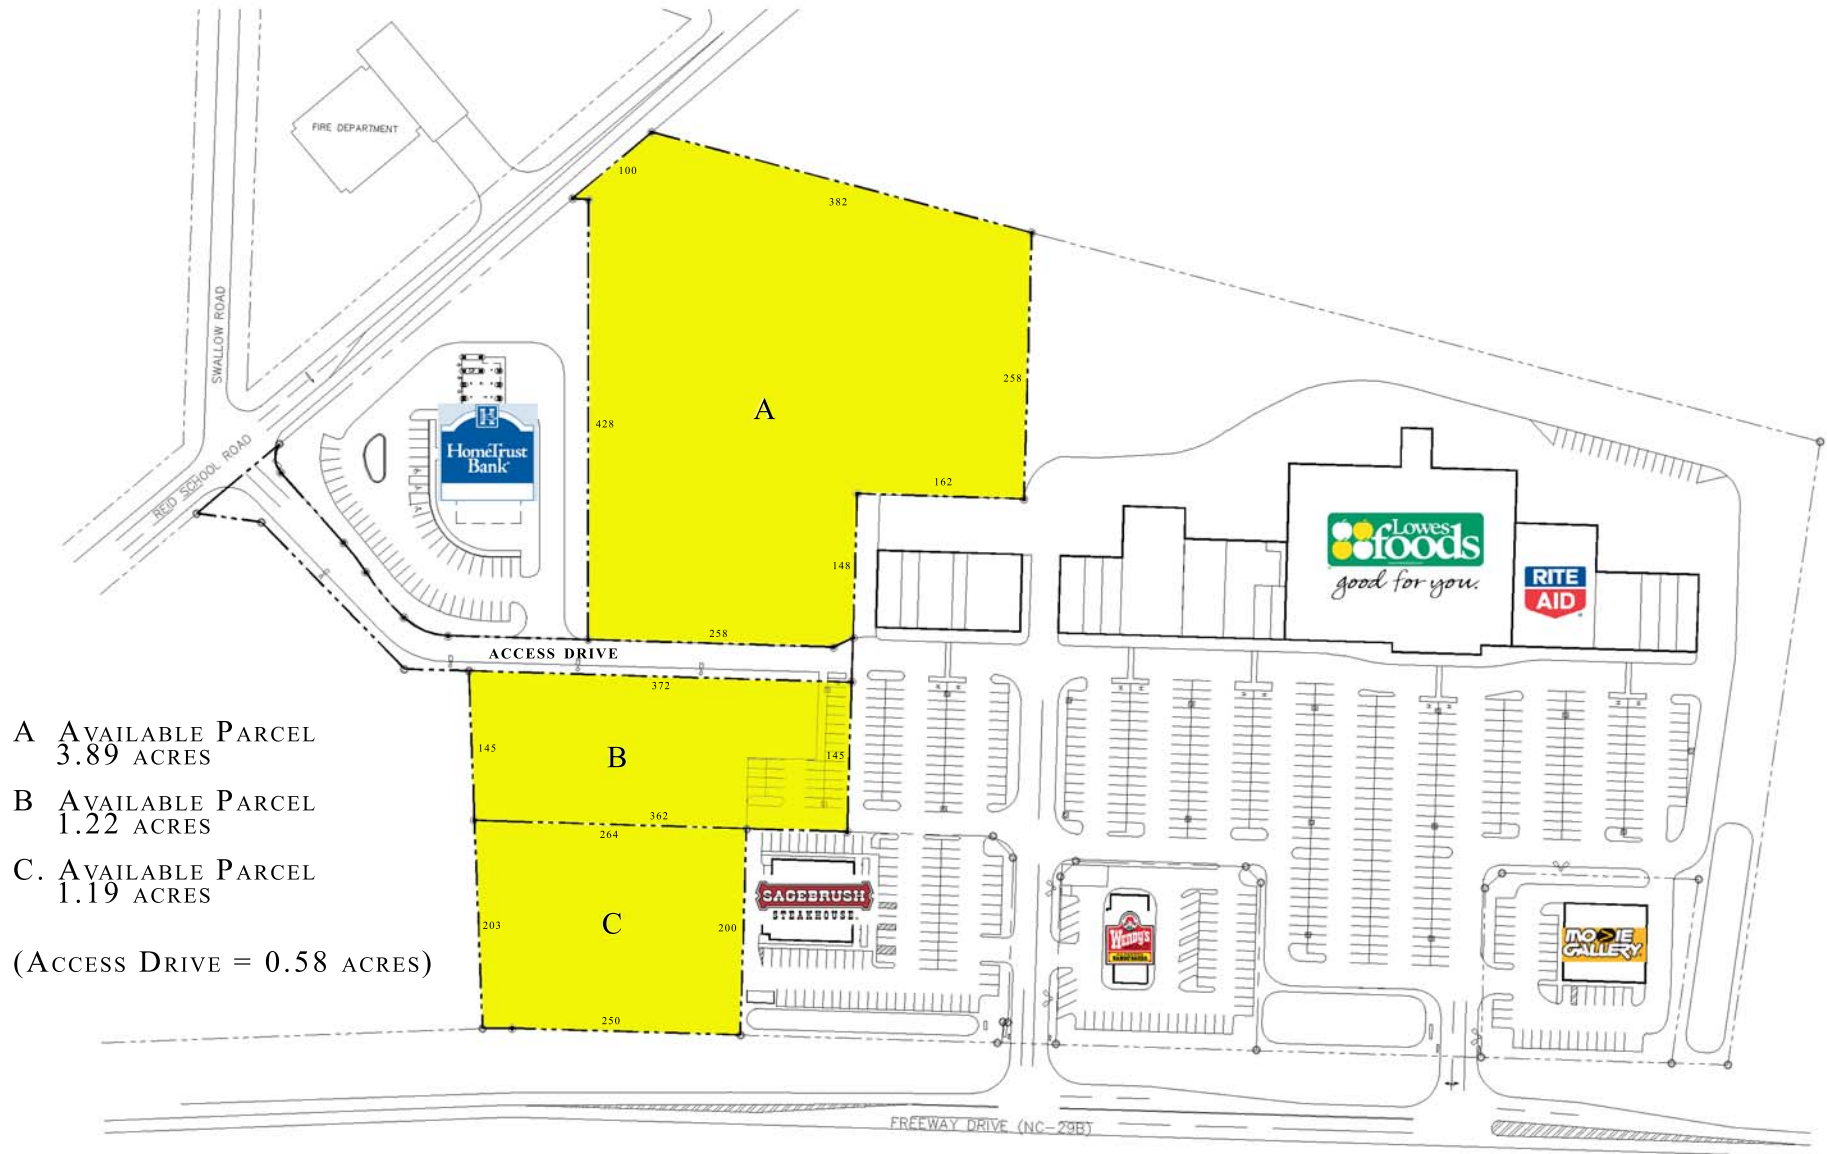 FIRE DEPARTMENT
100
382
SWALLOW ROAD
258
A
428
HomeTrust
Bank
REID SCHOOL ROAD
162
Lowes
foods
good for you.
RITE
AID
148
258
ACCESS DRIVE
372
A AVAILABLE PARCEL
3.89 ACRES
145
B
145
B AVAILABLE PARCEL
1.22 ACRES
362
264
C. AVAILABLE PARCEL
1.19 ACRES
SAGEBRUSH
STEAKHOUSE
203
C
200
Wendy's
MOVIE
GALLERY
(ACCESS DRIVE = 0.58 ACRES)
250
FREEWAY DRIVE (NC-29B)